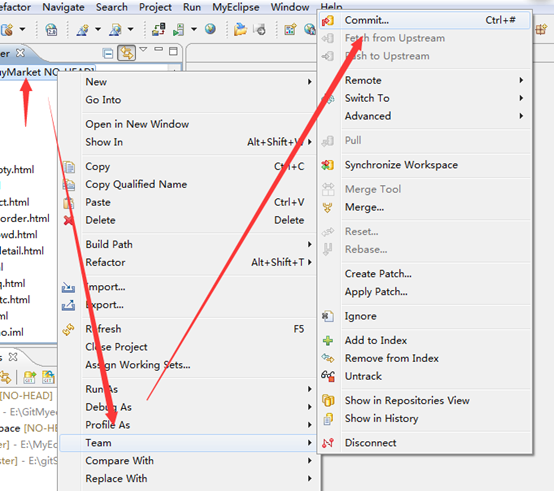 efactor Navigate Search Project Run MyEclipse Window Help
er
yMarket NO-HEAD]
pty.html
ct.html
order.html
wd.html
detail.html
ml
q.html
tc.html
ml
o.iml
s
[NO-HEAD] - E:\GitMyec
space [NO-HEAD]
ster] - E:\MyEc
ster] - E:\gitS
New
Go Into
Open in New Window
Show In Alt+Shift+W
Copy Ctrl+C
Copy Qualified Name
Paste Ctrl+V
Delete Delete
Build Path
Refactor Alt+Shift+T
Import...
Export...
Refresh F5
Close Project
Assign Working Sets...
Run As
Debug As
Profile As
Team
Compare With
Replace With
Commit... Ctrl+#
Fetch from Upstream
Push to Upstream
Remote
Switch To
Advanced
Pull
Synchronize Workspace
Merge Tool
Merge...
Reset...
Rebase...
Create Patch...
Apply Patch...
Ignore
Add to Index
Remove from Index
Untrack
Show in Repositories View
Show in History
Disconnect